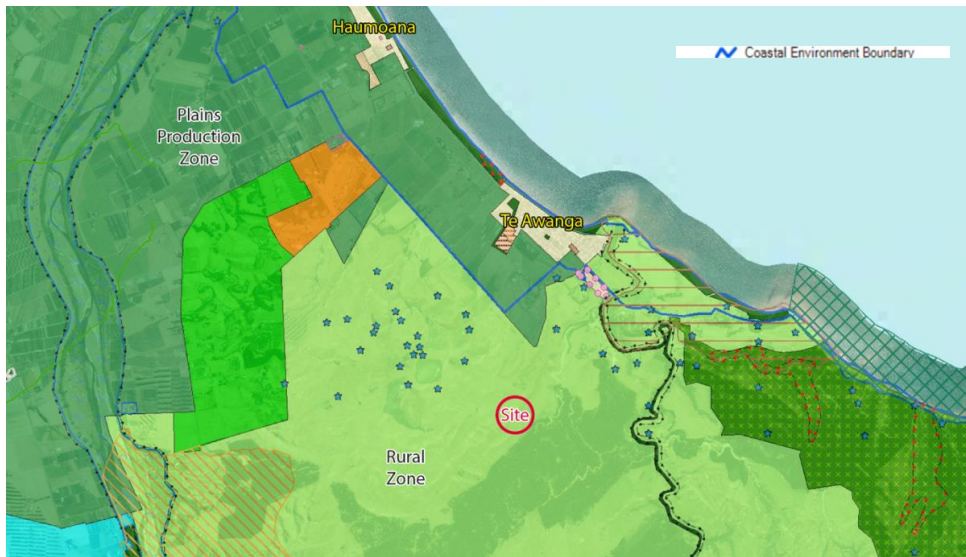 Haumoana
Coastal Environment Boundary
Plains
Production
Zone
Te Awanga
Site
Rural
Zone